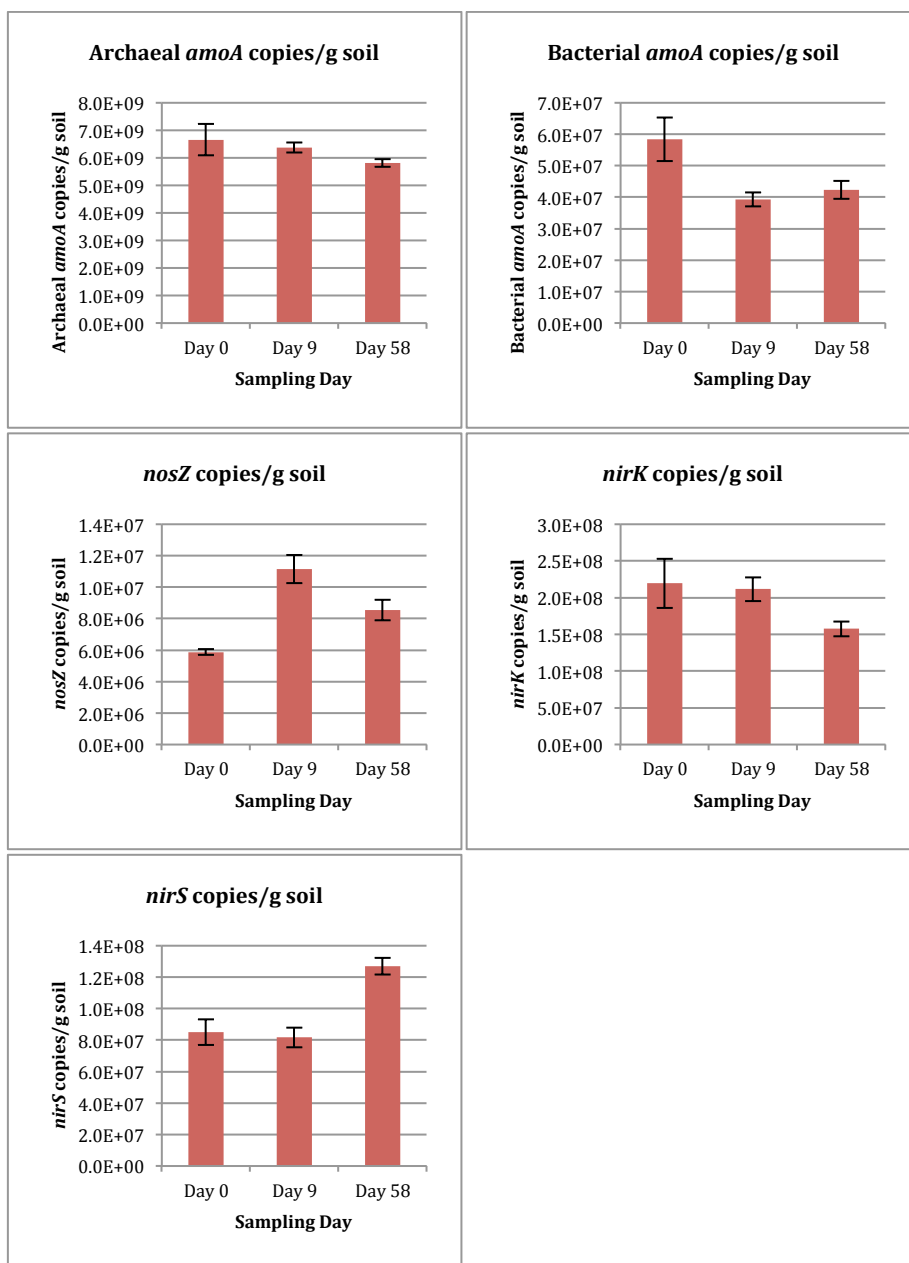 Archaeal amoA copies/g soil
Archaeal amoA copies/g soil
8.0E+09
7.0E+09
6.0E+09
5.0E+09
4.0E+09
3.0E+09
2.0E+09
1.0E+09
0.0E+00
Day 0 Day 9 Day 58
Sampling Day
Bacterial amoA copies/g soil
Bacterial amoA copies/g soil
7.0E+07
6.0E+07
5.0E+07
4.0E+07
3.0E+07
2.0E+07
1.0E+07
0.0E+00
Day 0 Day 9 Day 58
Sampling Day
nosZ copies/g soil
nosZ copies/g soil
1.4E+07
1.2E+07
1.0E+07
8.0E+06
6.0E+06
4.0E+06
2.0E+06
0.0E+00
Day 0 Day 9 Day 58
Sampling Day
nirK copies/g soil
nirK copies/g soil
3.0E+08
2.5E+08
2.0E+08
1.5E+08
1.0E+08
5.0E+07
0.0E+00
Day 0 Day 9 Day 58
Sampling Day
nirS copies/g soil
nirS copies/g soil
1.4E+08
1.2E+08
1.0E+08
8.0E+07
6.0E+07
4.0E+07
2.0E+07
0.0E+00
Day 0 Day 9 Day 58
Sampling Day